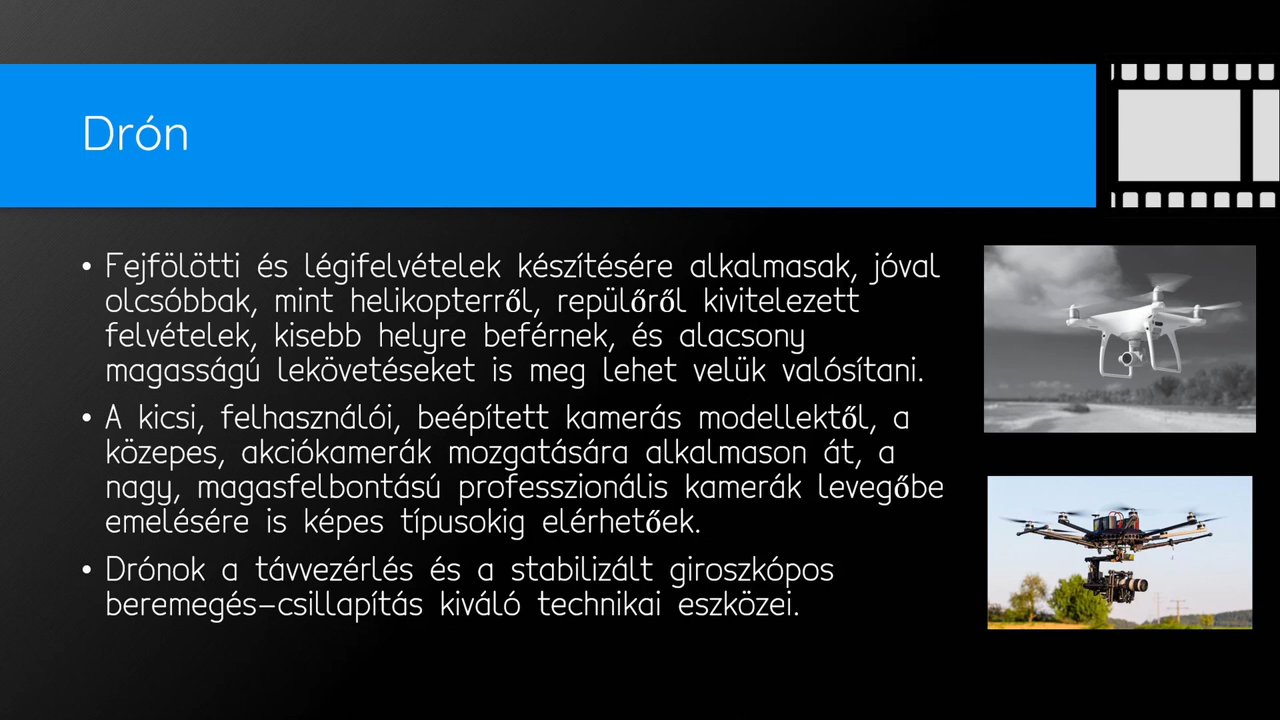 Drón
• Fejfölötti és légifelvételek készítésére alkalmasak, jóval
olcsóbbak, mint helikopterről, repülőről kivitelezett
felvételek, kisebb helyre beférnek, és alacsony
magasságú lekövetéseket is meg lehet velük valósítani.
• A kicsi, felhasználói, beépített kamerás modellektől, a
közepes, akciókamerák mozgatására alkalmason át, a
nagy, magasfelbontású professzionális kamerák levegőbe
emelésére is képes típusokig elérhetőek.
• Drónok a távvezérlés és a stabilizált giroszkópos
beremegés-csillapítás kiváló technikai eszközei.